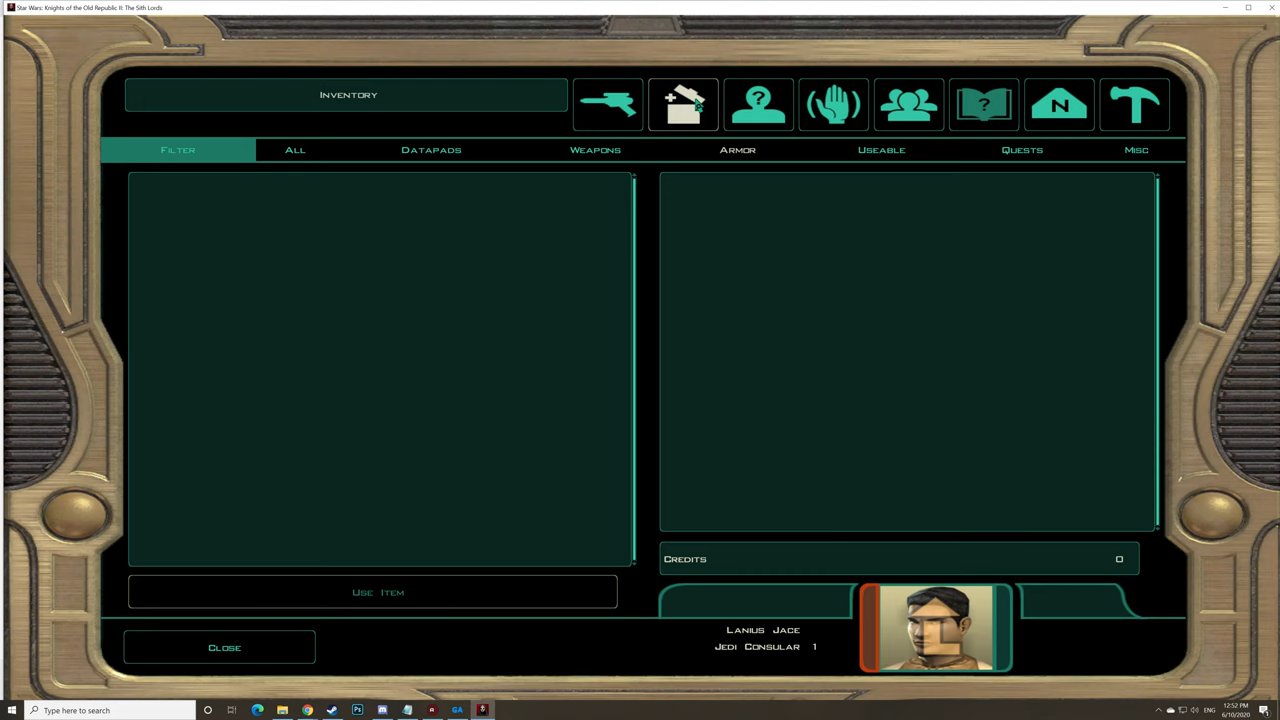 Star Wars: Knights of the Old Republic II: The Sith Lords
Inventory
?
?
N
Filter
All
Datapads
Weapons
Armor
Useable
Quests
Misc
Credits 0
Use Item
Lanius Jace
Jedi Consular 1
Close
Type here to search
Ps
R
GA
ENG
12:52 PM
6/10/2020